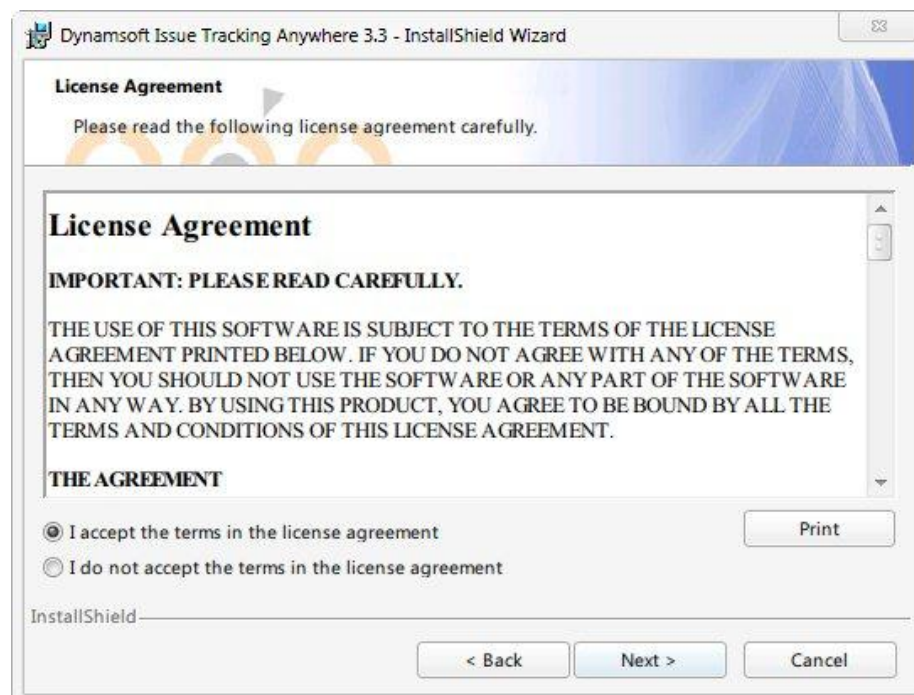 Dynamsoft Issue Tracking Anywhere 3.3 - InstallShield Wizard
License Agreement
Please read the following license agreement carefully.
License Agreement
IMPORTANT: PLEASE READ CAREFULLY.
THE USE OF THIS SOFTWARE IS SUBJECT TO THE TERMS OF THE LICENSE
AGREEMENT PRINTED BELOW. IF YOU DO NOT AGREE WITH ANY OF THE TERMS,
THEN YOU SHOULD NOT USE THE SOFTWARE OR ANY PART OF THE SOFTWARE
IN ANY WAY. BY USING THIS PRODUCT, YOU AGREE TO BE BOUND BY ALL THE
TERMS AND CONDITIONS OF THIS LICENSE AGREEMENT.
THE AGREEMENT
I accept the terms in the license agreement
Print
I do not accept the terms in the license agreement
InstallShield
< Back
Next >
Cancel